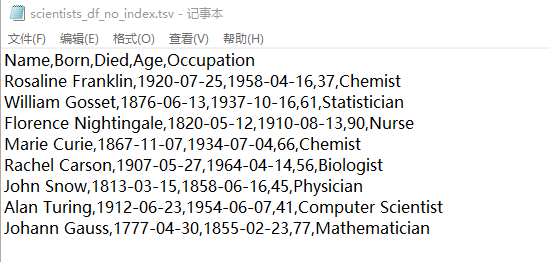 scientists_df_no_index.tsv - 记事本
文件(F) 编辑(E) 格式(O) 查看(V) 帮助(H)
Name,Born,Died,Age,Occupation
Rosaline Franklin,1920-07-25,1958-04-16,37,Chemist
William Gosset,1876-06-13,1937-10-16,61,Statistician
Florence Nightingale,1820-05-12,1910-08-13,90,Nurse
Marie Curie,1867-11-07,1934-07-04,66,Chemist
Rachel Carson,1907-05-27,1964-04-14,56,Biologist
John Snow,1813-03-15,1858-06-16,45,Physician
Alan Turing,1912-06-23,1954-06-07,41,Computer Scientist
Johann Gauss,1777-04-30,1855-02-23,77,Mathematician